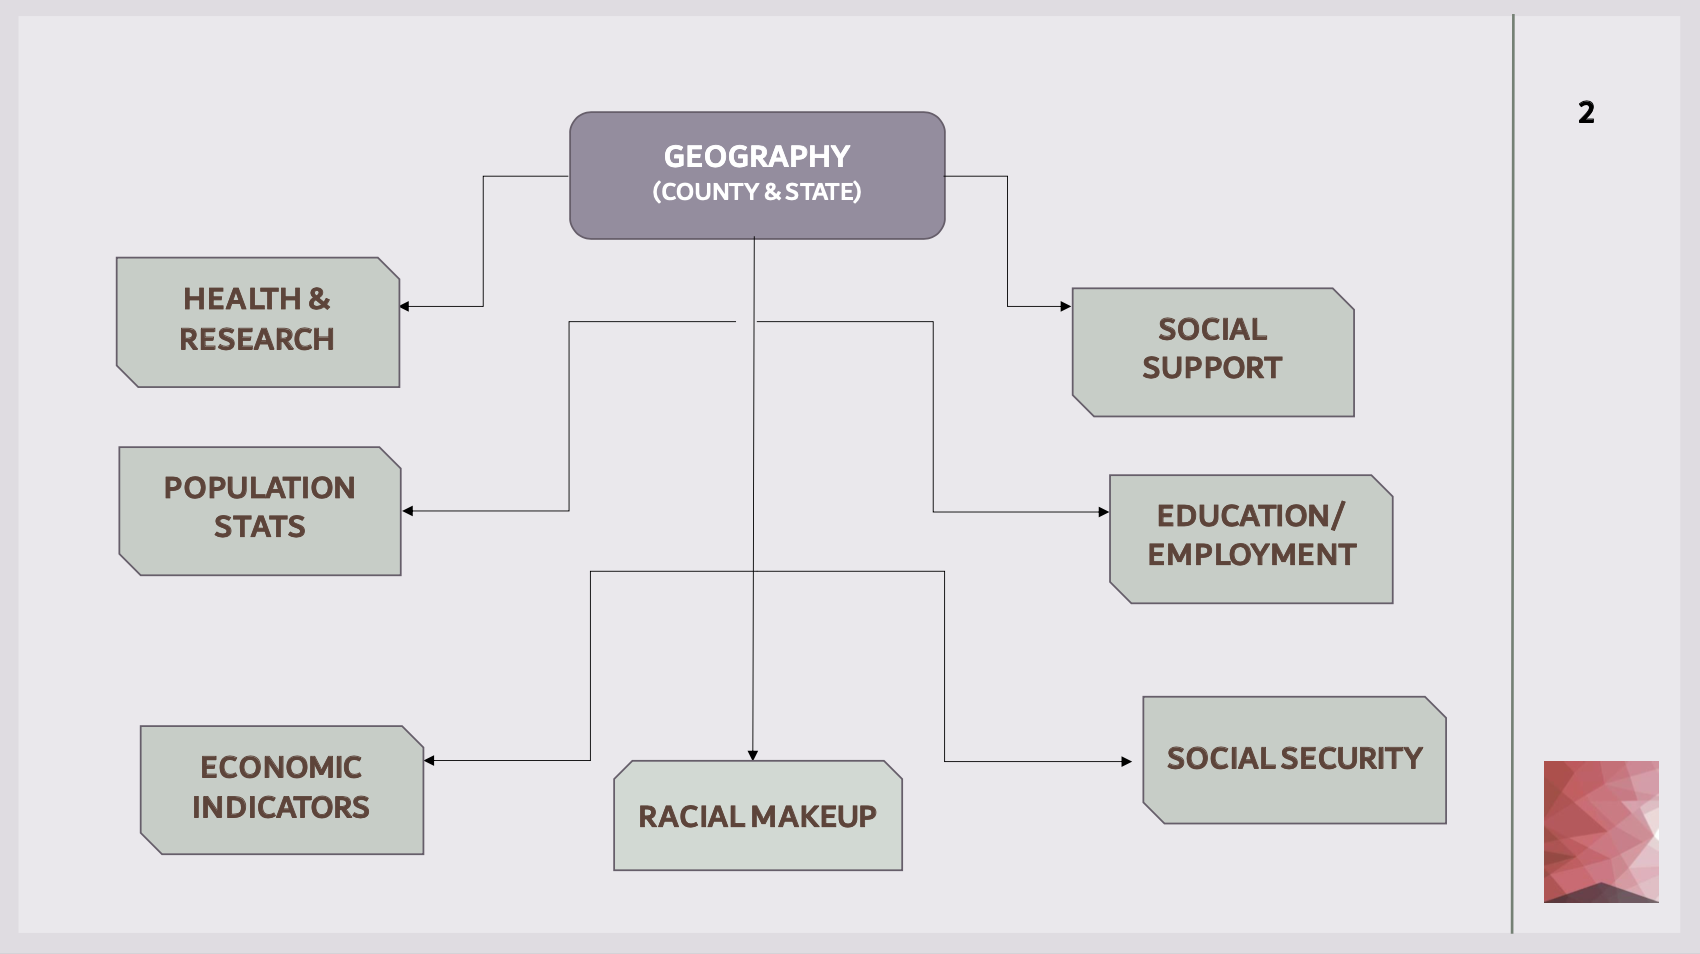 2
GEOGRAPHY
(COUNTY & STATE)
HEALTH &
RESEARCH
SOCIAL
SUPPORT
POPULATION
STATS
EDUCATION/
EMPLOYMENT
ECONOMIC
INDICATORS
RACIAL MAKEUP
SOCIAL SECURITY